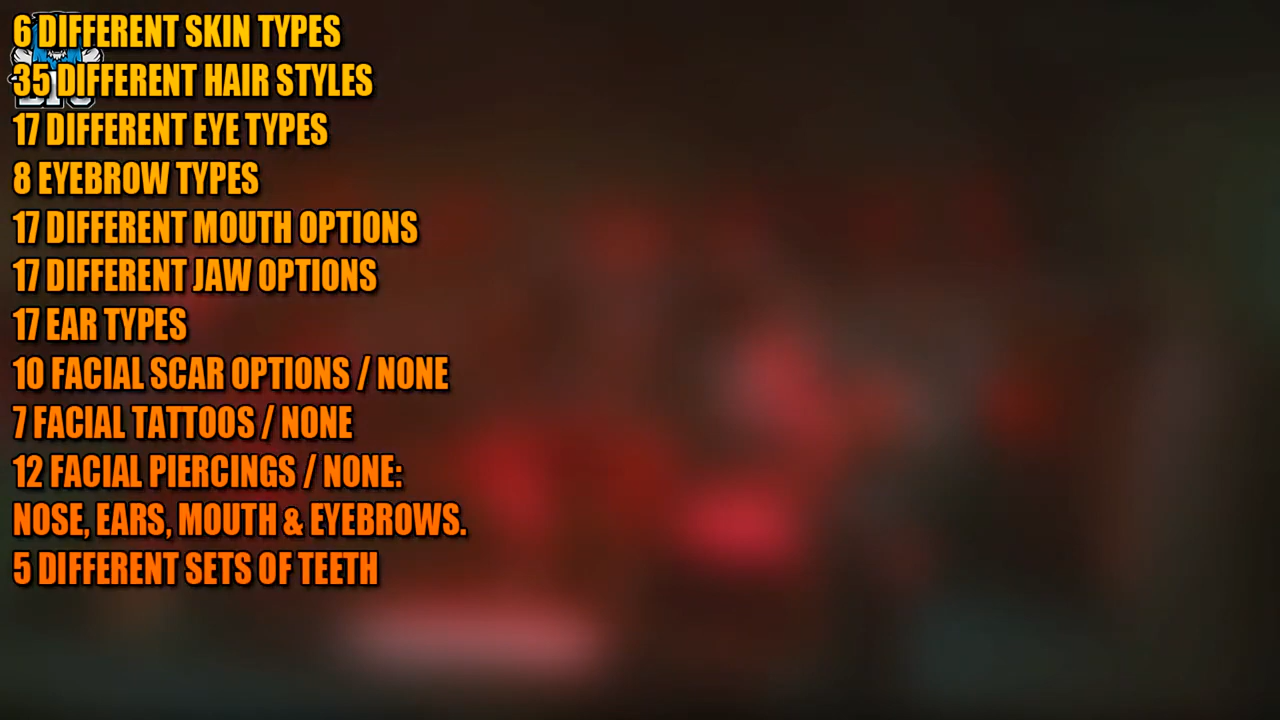 6 DIFFERENT SKIN TYPES
35 DIFFERENT HAIR STYLES
17 DIFFERENT EYE TYPES
8 EYEBROW TYPES
17 DIFFERENT MOUTH OPTIONS
17 DIFFERENT JAW OPTIONS
17 EAR TYPES
10 FACIAL SCAR OPTIONS / NONE
7 FACIAL TATTOOS / NONE
12 FACIAL PIERCINGS / NONE:
NOSE, EARS, MOUTH & EYEBROWS.
5 DIFFERENT SETS OF TEETH